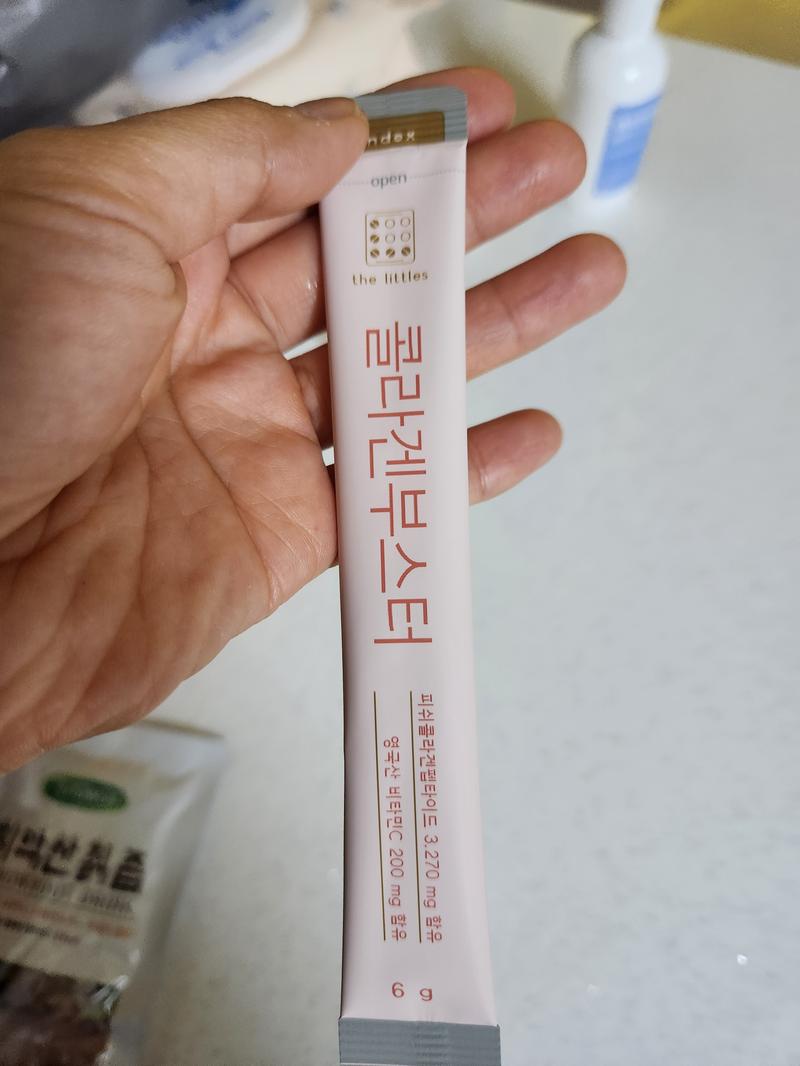 ndex
open
the littles
콜라겐부스터
피쉬콜라겐펩타이드 3,270 mg 함유
영국산 비타민C 200 mg 함유
6 g